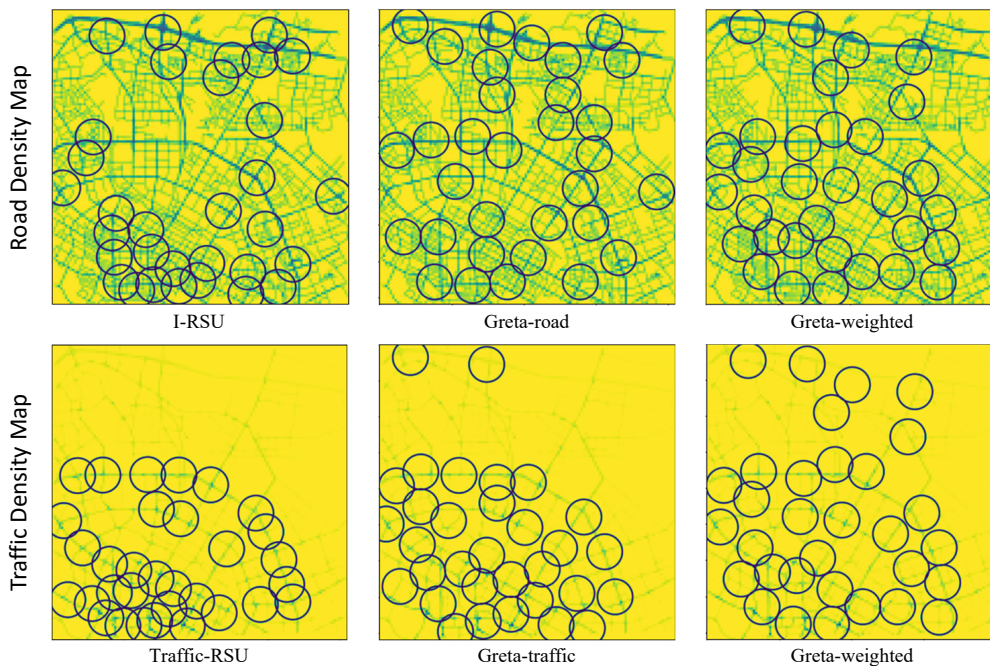 Road Density Map
I-RSU
Greta-road
Greta-weighted
Traffic Density Map
Traffic-RSU
Greta-traffic
Greta-weighted